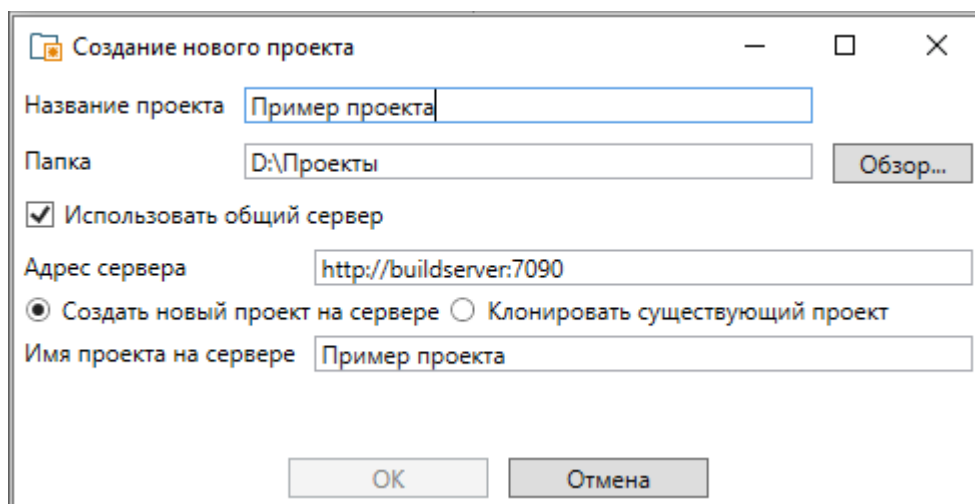 Создание нового проекта
Название проекта Пример проекта
Папка D:\Проекты Обзор...
Использовать общий сервер
Адрес сервера http://buildserver:7090
Создать новый проект на сервере Клонировать существующий проект
Имя проекта на сервере Пример проекта
OK Отмена